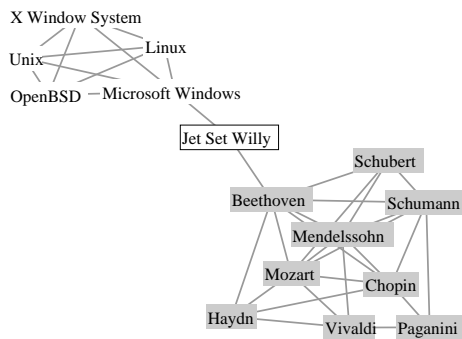 X Window System
Linux
Unix
OpenBSD
Microsoft Windows
Jet Set Willy
Schubert
Beethoven
Schumann
Mendelssohn
Mozart
Chopin
Haydn
Vivaldi
Paganini